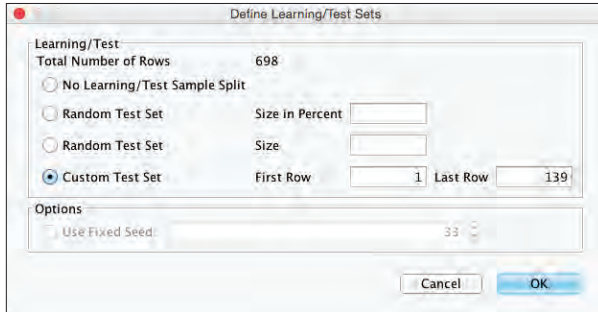 Define Learning/Test Sets
Learning/Test
Total Number of Rows 698
No Learning/Test Sample Split
Random Test Set Size in Percent
Random Test Set Size
Custom Test Set First Row 1 Last Row 139
Options
Use Fixed Seed: 33
Cancel OK